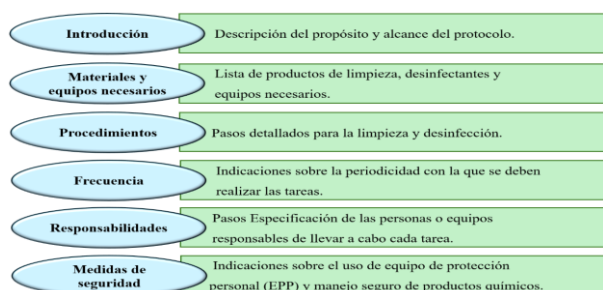 Introducción
Descripción del propósito y alcance del protocolo.
Materiales y
equipos necesarios
Lista de productos de limpieza, desinfectantes y
equipos necesarios.
Procedimientos
Pasos detallados para la limpieza y desinfección.
Frecuencia
Indicaciones sobre la periodicidad con la que se deben
realizar las tareas.
Responsabilidades
Pasos Especificación de las personas o equipos
responsables de llevar a cabo cada tarea.
Medidas de
seguridad
Indicaciones sobre el uso de equipo de protección
personal (EPP) y manejo seguro de productos químicos.